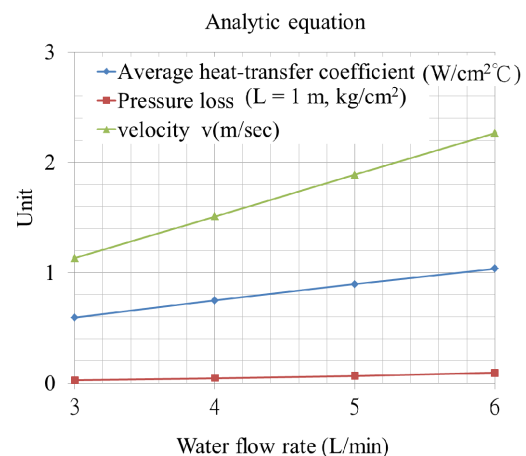 Analytic equation
3
Average heat-transfer coefficient (W/cm²℃)
Pressure loss (L = 1 m, kg/cm²)
velocity v(m/sec)
2
Unit
1
0
3 4 5 6
Water flow rate (L/min)